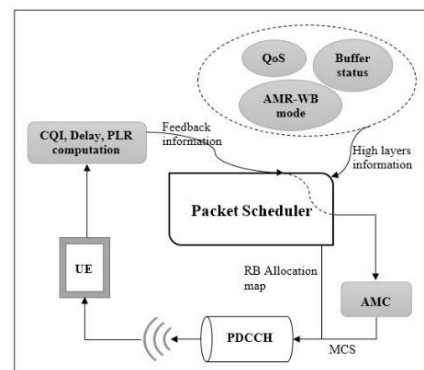 QoS
Buffer
status
AMR-WB
mode
CQI, Delay, PLR
computation
Feedback
information
High layers
information
Packet Scheduler
UE
RB Allocation
map
AMC
PDCCH
MCS